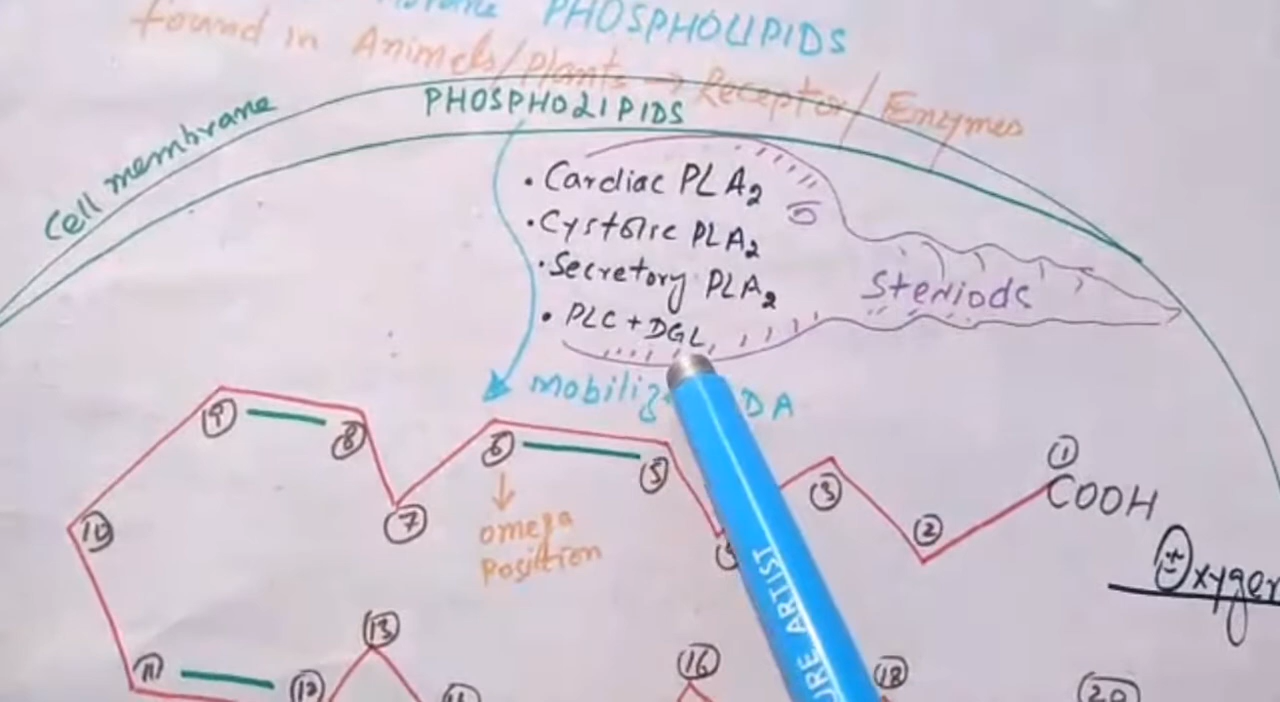 PHOSPHOLIPIDS
found in Animels/Plants → Receptor/Enzymes
Cell membrane
PHOSPHOLIPIDS
• Cardiac PLA2
• Cystolic PLA2
• Secretory PLA2
• PLC + DGL
Steriods
DA
9
8
6
5
3
1
COOH
10
7
2
omega
position
Oxygen
13
11
12
16
18
20
URE ARTIST